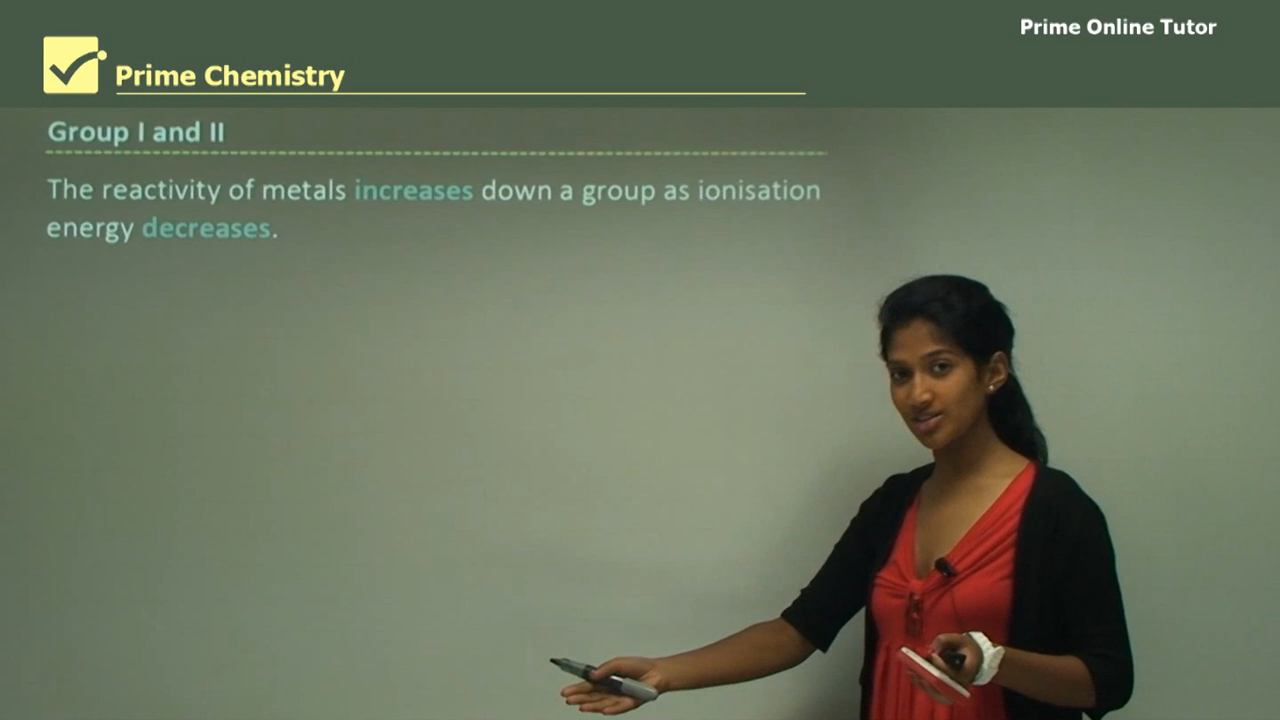 Prime Online Tutor
Prime Chemistry
Group I and II
The reactivity of metals increases down a group as ionisation
energy decreases.